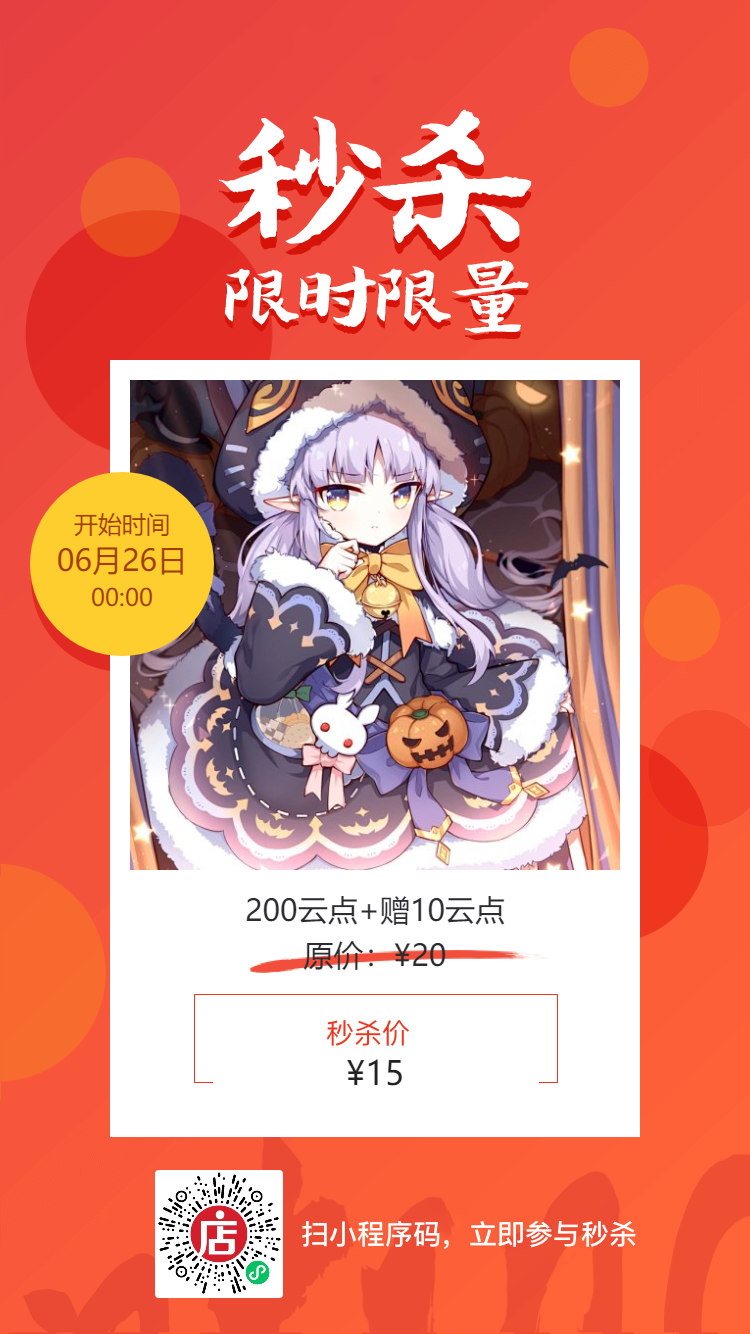 秒杀
限时限量
开始时间
06月26日
00:00
200云点+赠10云点
原价：¥20
秒杀价
¥15
店
扫小程序码，立即参与秒杀